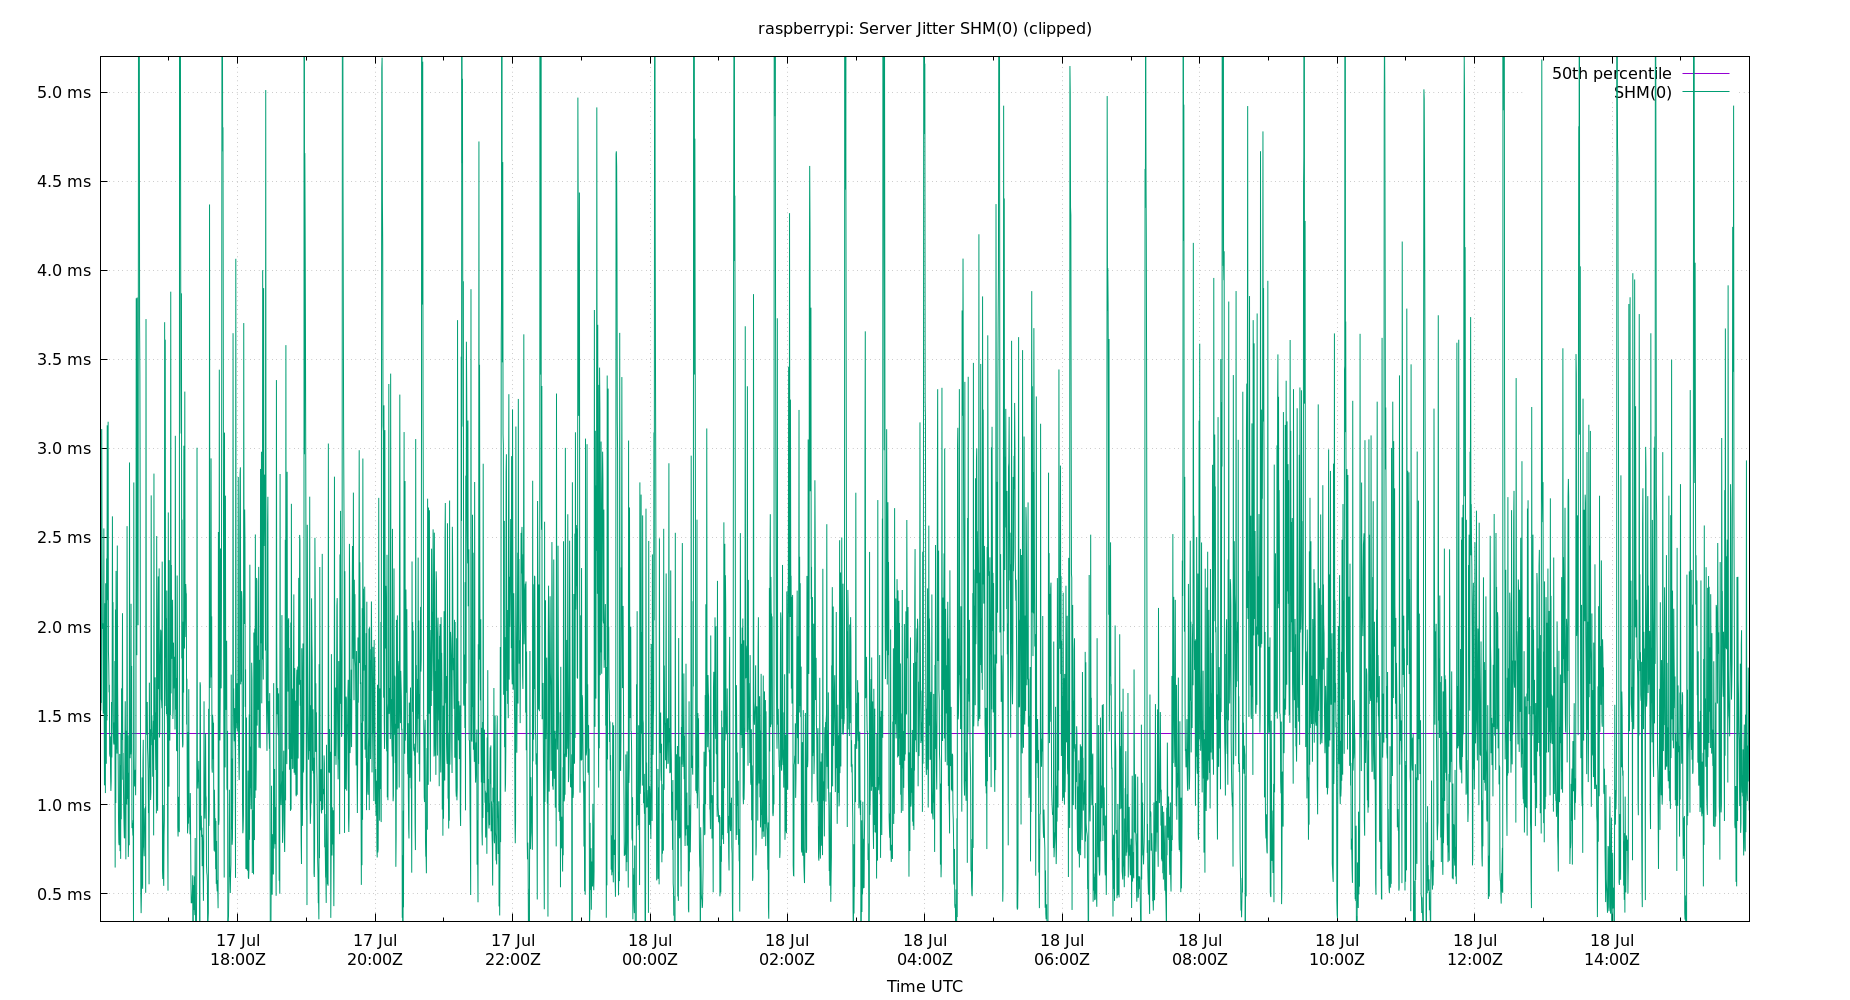 raspberrypi: Server Jitter SHM(0) (clipped)
50th percentile
SHM(0)
5.0 ms
4.5 ms
4.0 ms
3.5 ms
3.0 ms
2.5 ms
2.0 ms
1.5 ms
1.0 ms
0.5 ms
17 Jul 17 Jul 17 Jul 18 Jul 18 Jul 18 Jul 18 Jul 18 Jul 18 Jul 18 Jul 18 Jul
18:00Z 20:00Z 22:00Z 00:00Z 02:00Z 04:00Z 06:00Z 08:00Z 10:00Z 12:00Z 14:00Z
Time UTC